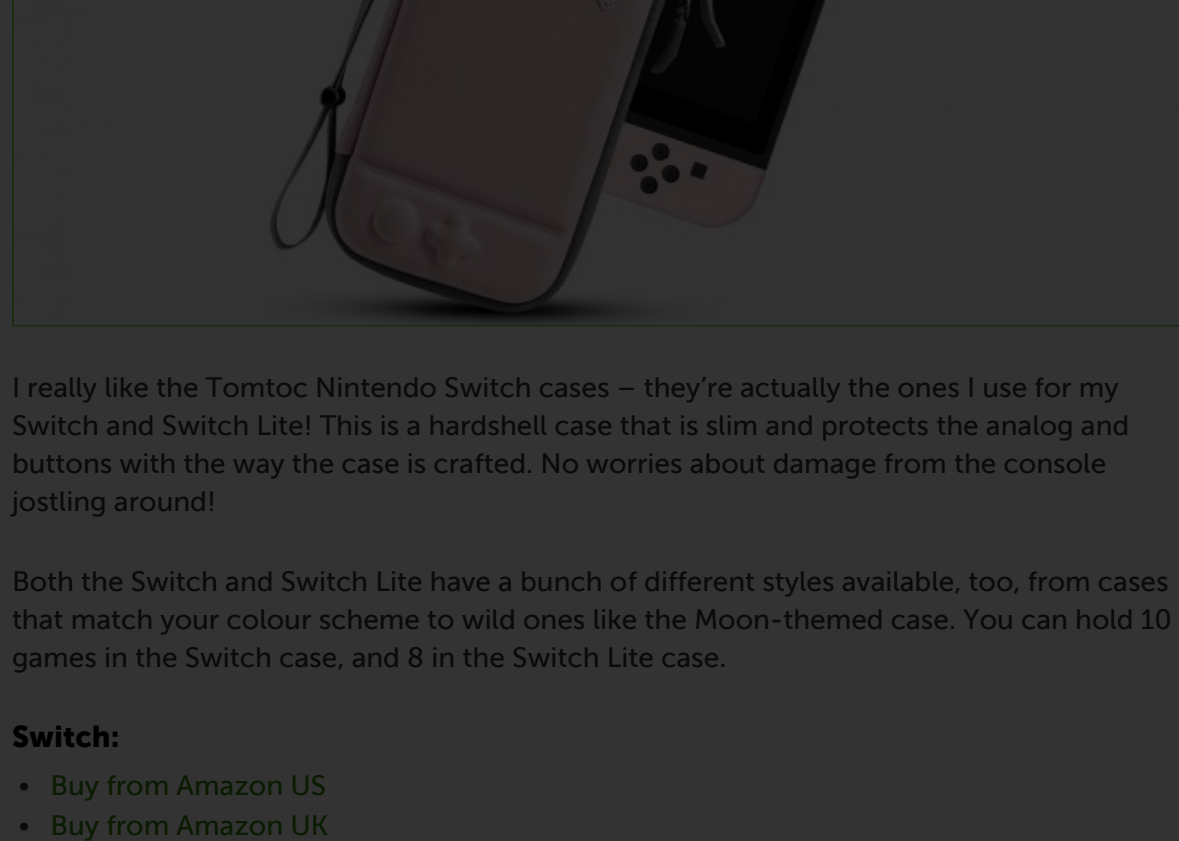 I really like the Tomtoc Nintendo Switch cases – they're actually the ones I use for my
Switch and Switch Lite! This is a hardshell case that is slim and protects the analog and
buttons with the way the case is crafted. No worries about damage from the console
jostling around!
Both the Switch and Switch Lite have a bunch of different styles available, too, from cases
that match your colour scheme to wild ones like the Moon-themed case. You can hold 10
games in the Switch case, and 8 in the Switch Lite case.
Switch:
• Buy from Amazon US
• Buy from Amazon UK